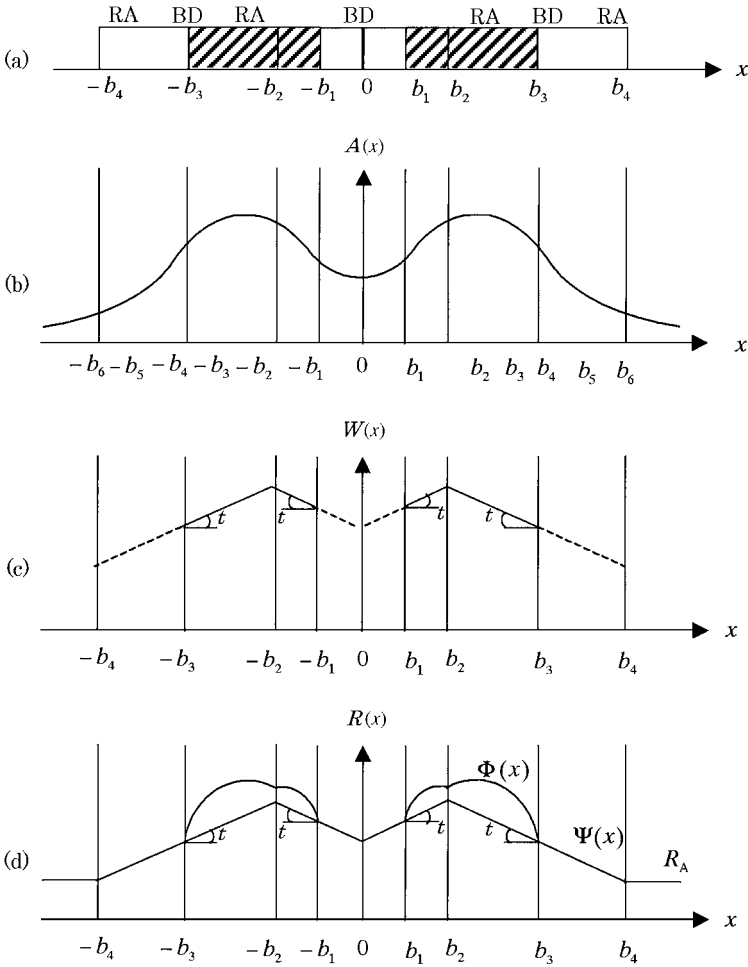 RA BD RA BD RA BD RA
(a)
x
− b₄ − b₃ − b₂ − b₁ 0 b₁ b₂ b₃ b₄
A(x)
(b)
x
− b₆ − b₅ − b₄ − b₃ − b₂ − b₁ 0 b₁ b₂ b₃ b₄ b₅ b₆
W(x)
t t t t
(c)
x
− b₄ − b₃ − b₂ − b₁ 0 b₁ b₂ b₃ b₄
R(x)
Φ(x)
t t t t Ψ(x)
(d)
R_A
x
− b₄ − b₃ − b₂ − b₁ 0 b₁ b₂ b₃ b₄